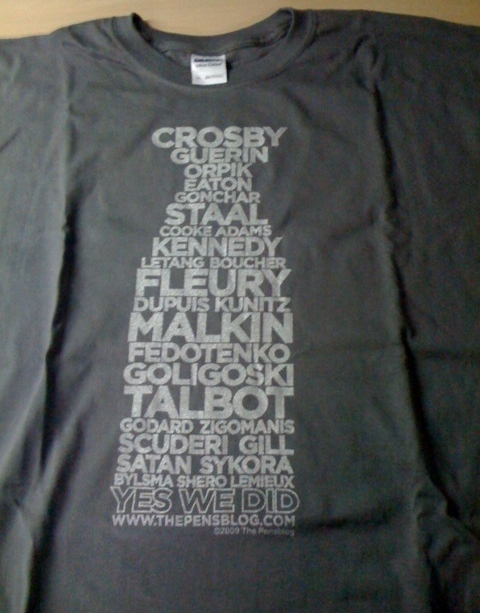 CROSBY
GUERIN
ORPIK
EATON
GONCHAR
STAAL
COOKE ADAMS
KENNEDY
LETANG BOUCHER
FLEURY
DUPUIS KUNITZ
MALKIN
FEDOTENKO
GOLIGOSKI
TALBOT
GODARD ZIGOMANIS
SCUDERI GILL
SATAN SYKORA
BYLSMA SHERO LEMIEUX
YES WE DID
WWW.THEPENSBLOG.COM
©2009 The Pensblog